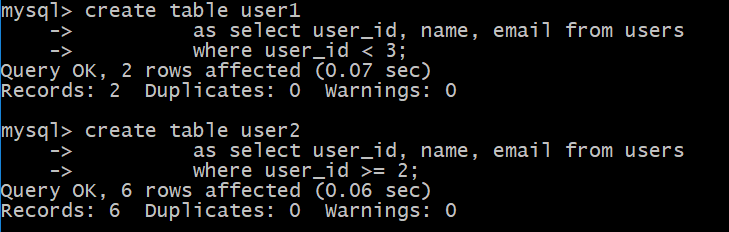 mysql> create table user1
    ->          as select user_id, name, email from users
    ->          where user_id < 3;
Query OK, 2 rows affected (0.07 sec)
Records: 2  Duplicates: 0  Warnings: 0

mysql> create table user2
    ->          as select user_id, name, email from users
    ->          where user_id >= 2;
Query OK, 6 rows affected (0.06 sec)
Records: 6  Duplicates: 0  Warnings: 0